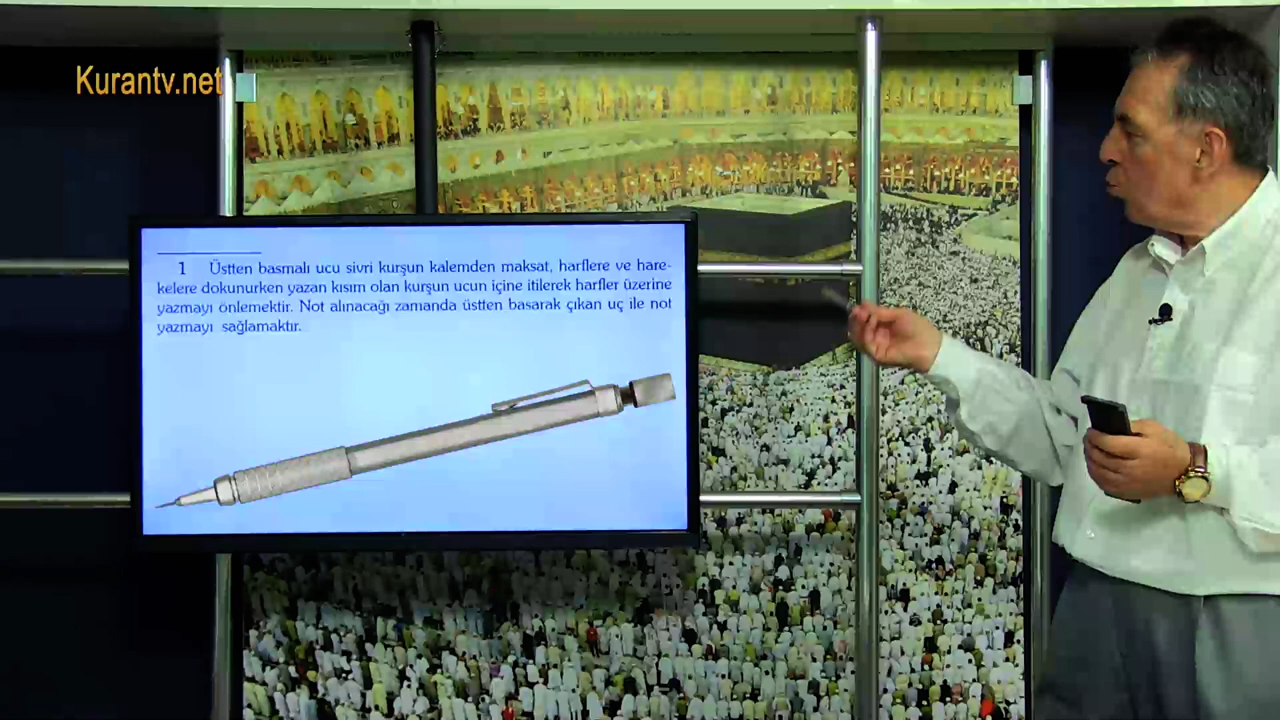 Kurantv.net
1 Üstten basmalı ucu sivri kurşun kalemden maksat, harflere ve hare-
kelere dokunurken yazan kısım olan kurşun ucun içine itilerek harfler üzerine
yazmayı önlemektir. Not alınacağı zamanda üstten basarak çıkan uç ile not
yazmayı sağlamaktır.